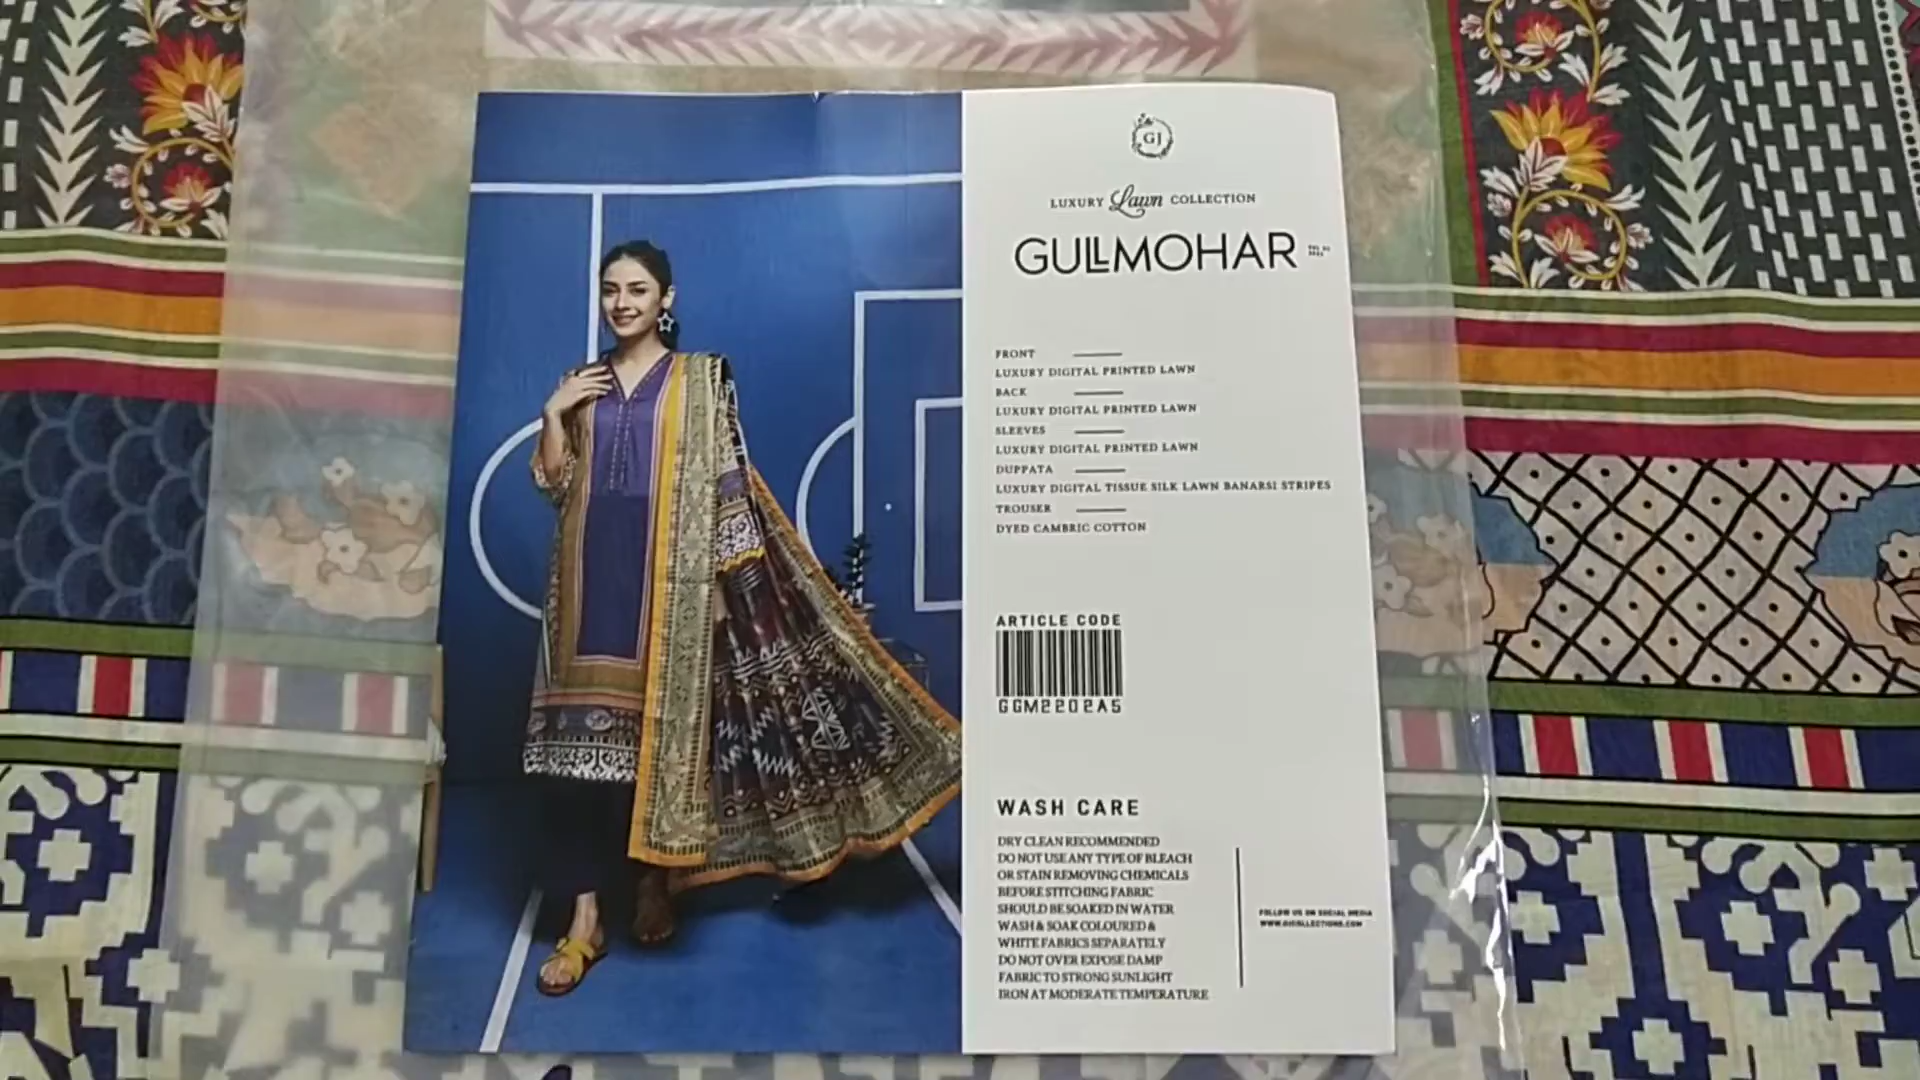 GJ
LUXURY Lawn COLLECTION
GULLMOHAR
FRONT
LUXURY DIGITAL PRINTED LAWN
BACK
LUXURY DIGITAL PRINTED LAWN
SLEEVES
LUXURY DIGITAL PRINTED LAWN
DUPPATA
LUXURY DIGITAL TISSUE SILK LAWN BANARSI STRIPES
TROUSER
DYED CAMBRIC COTTON
ARTICLE CODE
GGM2202A5
WASH CARE
DRY CLEAN RECOMMENDED
DO NOT USE ANY TYPE OF BLEACH
OR STAIN REMOVING CHEMICALS
BEFORE STITCHING FABRIC
SHOULD BE SOAKED IN WATER
WASH & SOAK COLOURED &
WHITE FABRICS SEPARATELY
DO NOT OVER EXPOSE DAMP
FABRIC TO STRONG SUNLIGHT
IRON AT MODERATE TEMPERATURE
FOLLOW US ON SOCIAL MEDIA